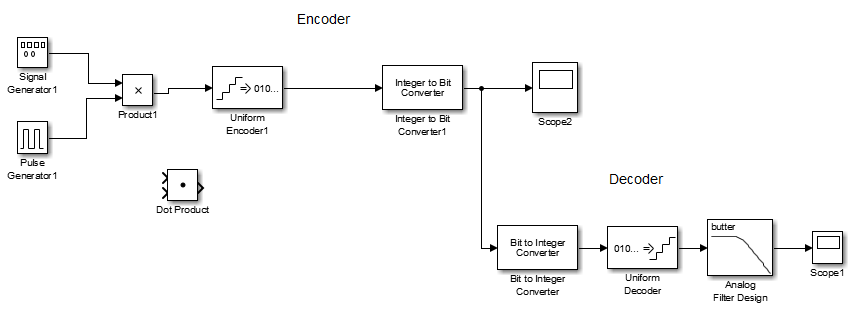 Encoder
Signal
Generator1
Pulse
Generator1
×
Product1
010...
Uniform
Encoder1
Integer to Bit
Converter
Integer to Bit
Converter1
Scope2
Dot Product
Decoder
Bit to Integer
Converter
Bit to Integer
Converter
010...
Uniform
Decoder
butter
Analog
Filter Design
Scope1